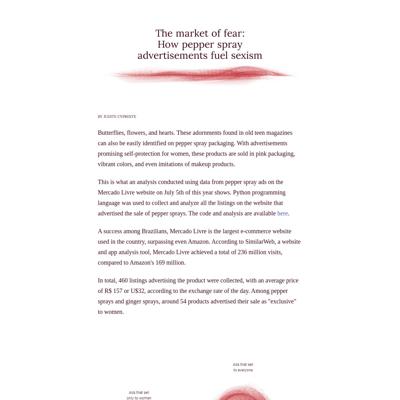 The market of fear:
How pepper spray
advertisements fuel sexism
BY JUDITE CYPRESTE
Butterflies, flowers, and hearts. These adornments found in old teen magazines
can also be easily identified on pepper spray packaging. With advertisements
promising self-protection for women, these products are sold in pink packaging,
vibrant colors, and even imitations of makeup products.
This is what an analysis conducted using data from pepper spray ads on the
Mercado Livre website on July 5th of this year shows. Python programming
language was used to collect and analyze all the listings on the website that
advertised the sale of pepper sprays. The code and analysis are available here.
A success among Brazilians, Mercado Livre is the largest e-commerce website
used in the country, surpassing even Amazon. According to SimilarWeb, a website
and app analysis tool, Mercado Livre achieved a total of 236 million visits,
compared to Amazon's 169 million.
In total, 460 listings advertising the product were collected, with an average price
of R$ 157 or U$32, according to the exchange rate of the day. Among pepper
sprays and ginger sprays, around 54 products advertised their sale as "exclusive"
to women.
Ads that sell
to everyone
Ads that sell
only to women